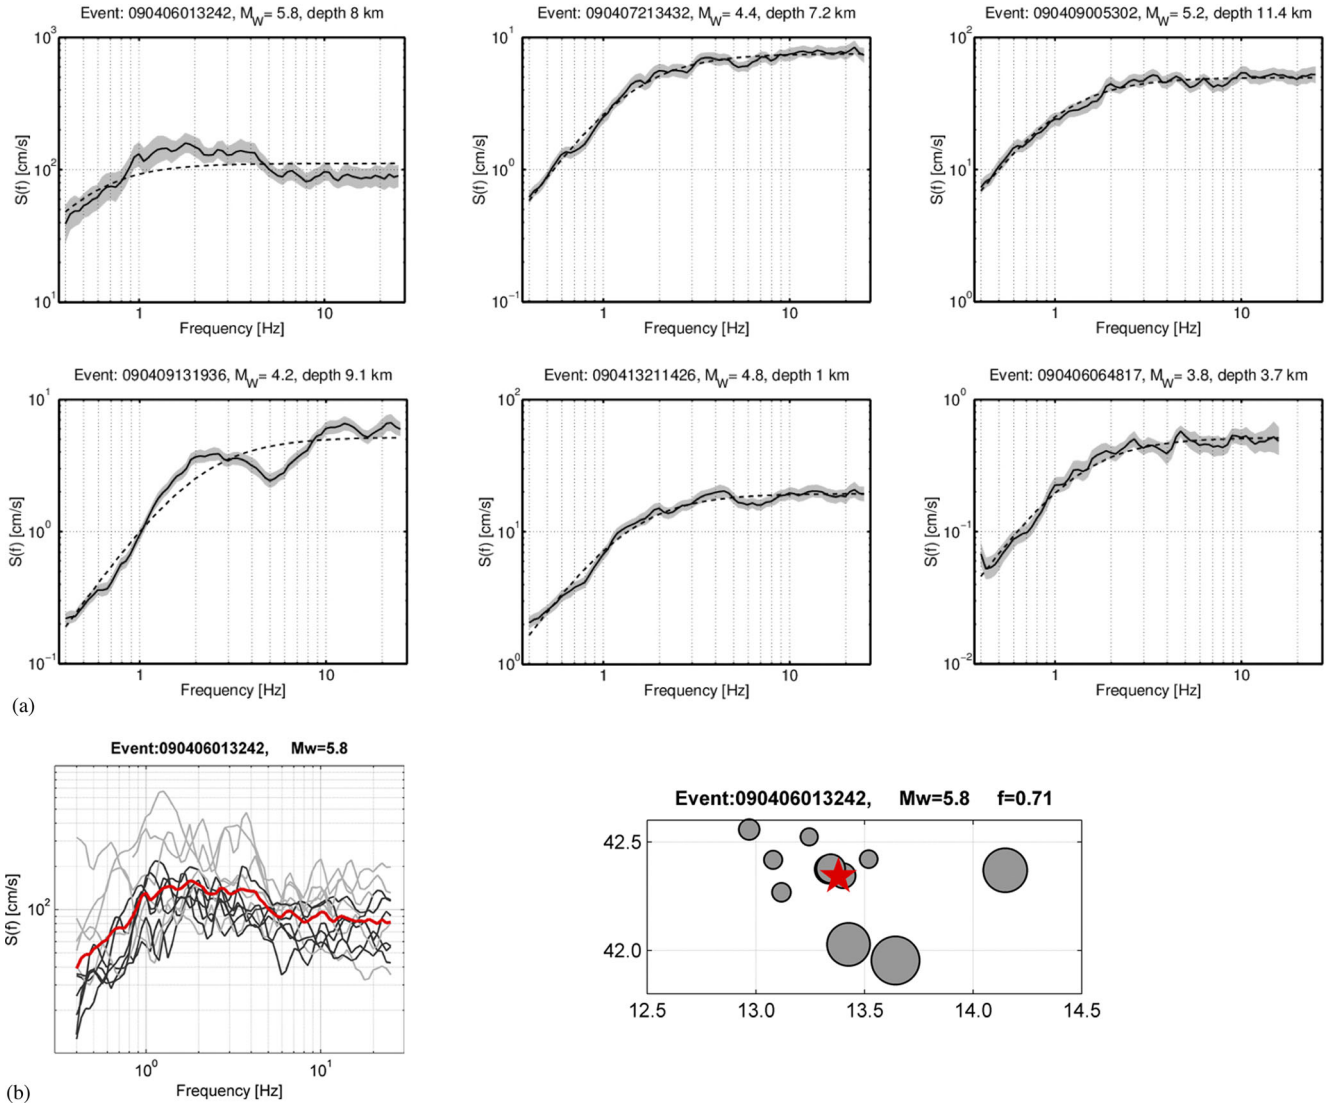 Event: 090406013242, MW= 5.8, depth 8 km
10^3
10^2
10^1
S(f) [cm/s]
1 10
Frequency [Hz]
Event: 090407213432, MW= 4.4, depth 7.2 km
10^1
10^0
10^-1
S(f) [cm/s]
1 10
Frequency [Hz]
Event: 090409005302, MW= 5.2, depth 11.4 km
10^2
10^1
10^0
S(f) [cm/s]
1 10
Frequency [Hz]
Event: 090409131936, MW= 4.2, depth 9.1 km
10^1
10^0
10^-1
S(f) [cm/s]
1 10
Frequency [Hz]
Event: 090413211426, MW= 4.8, depth 1 km
10^2
10^1
10^0
S(f) [cm/s]
1 10
Frequency [Hz]
Event: 090406064817, MW= 3.8, depth 3.7 km
10^0
10^-1
10^-2
S(f) [cm/s]
1 10
Frequency [Hz]
(a)
Event:090406013242, Mw=5.8
10^2
S(f) [cm/s]
10^0 10^1
Frequency [Hz]
Event:090406013242, Mw=5.8 f=0.71
42.5
42.0
12.5 13.0 13.5 14.0 14.5
(b)